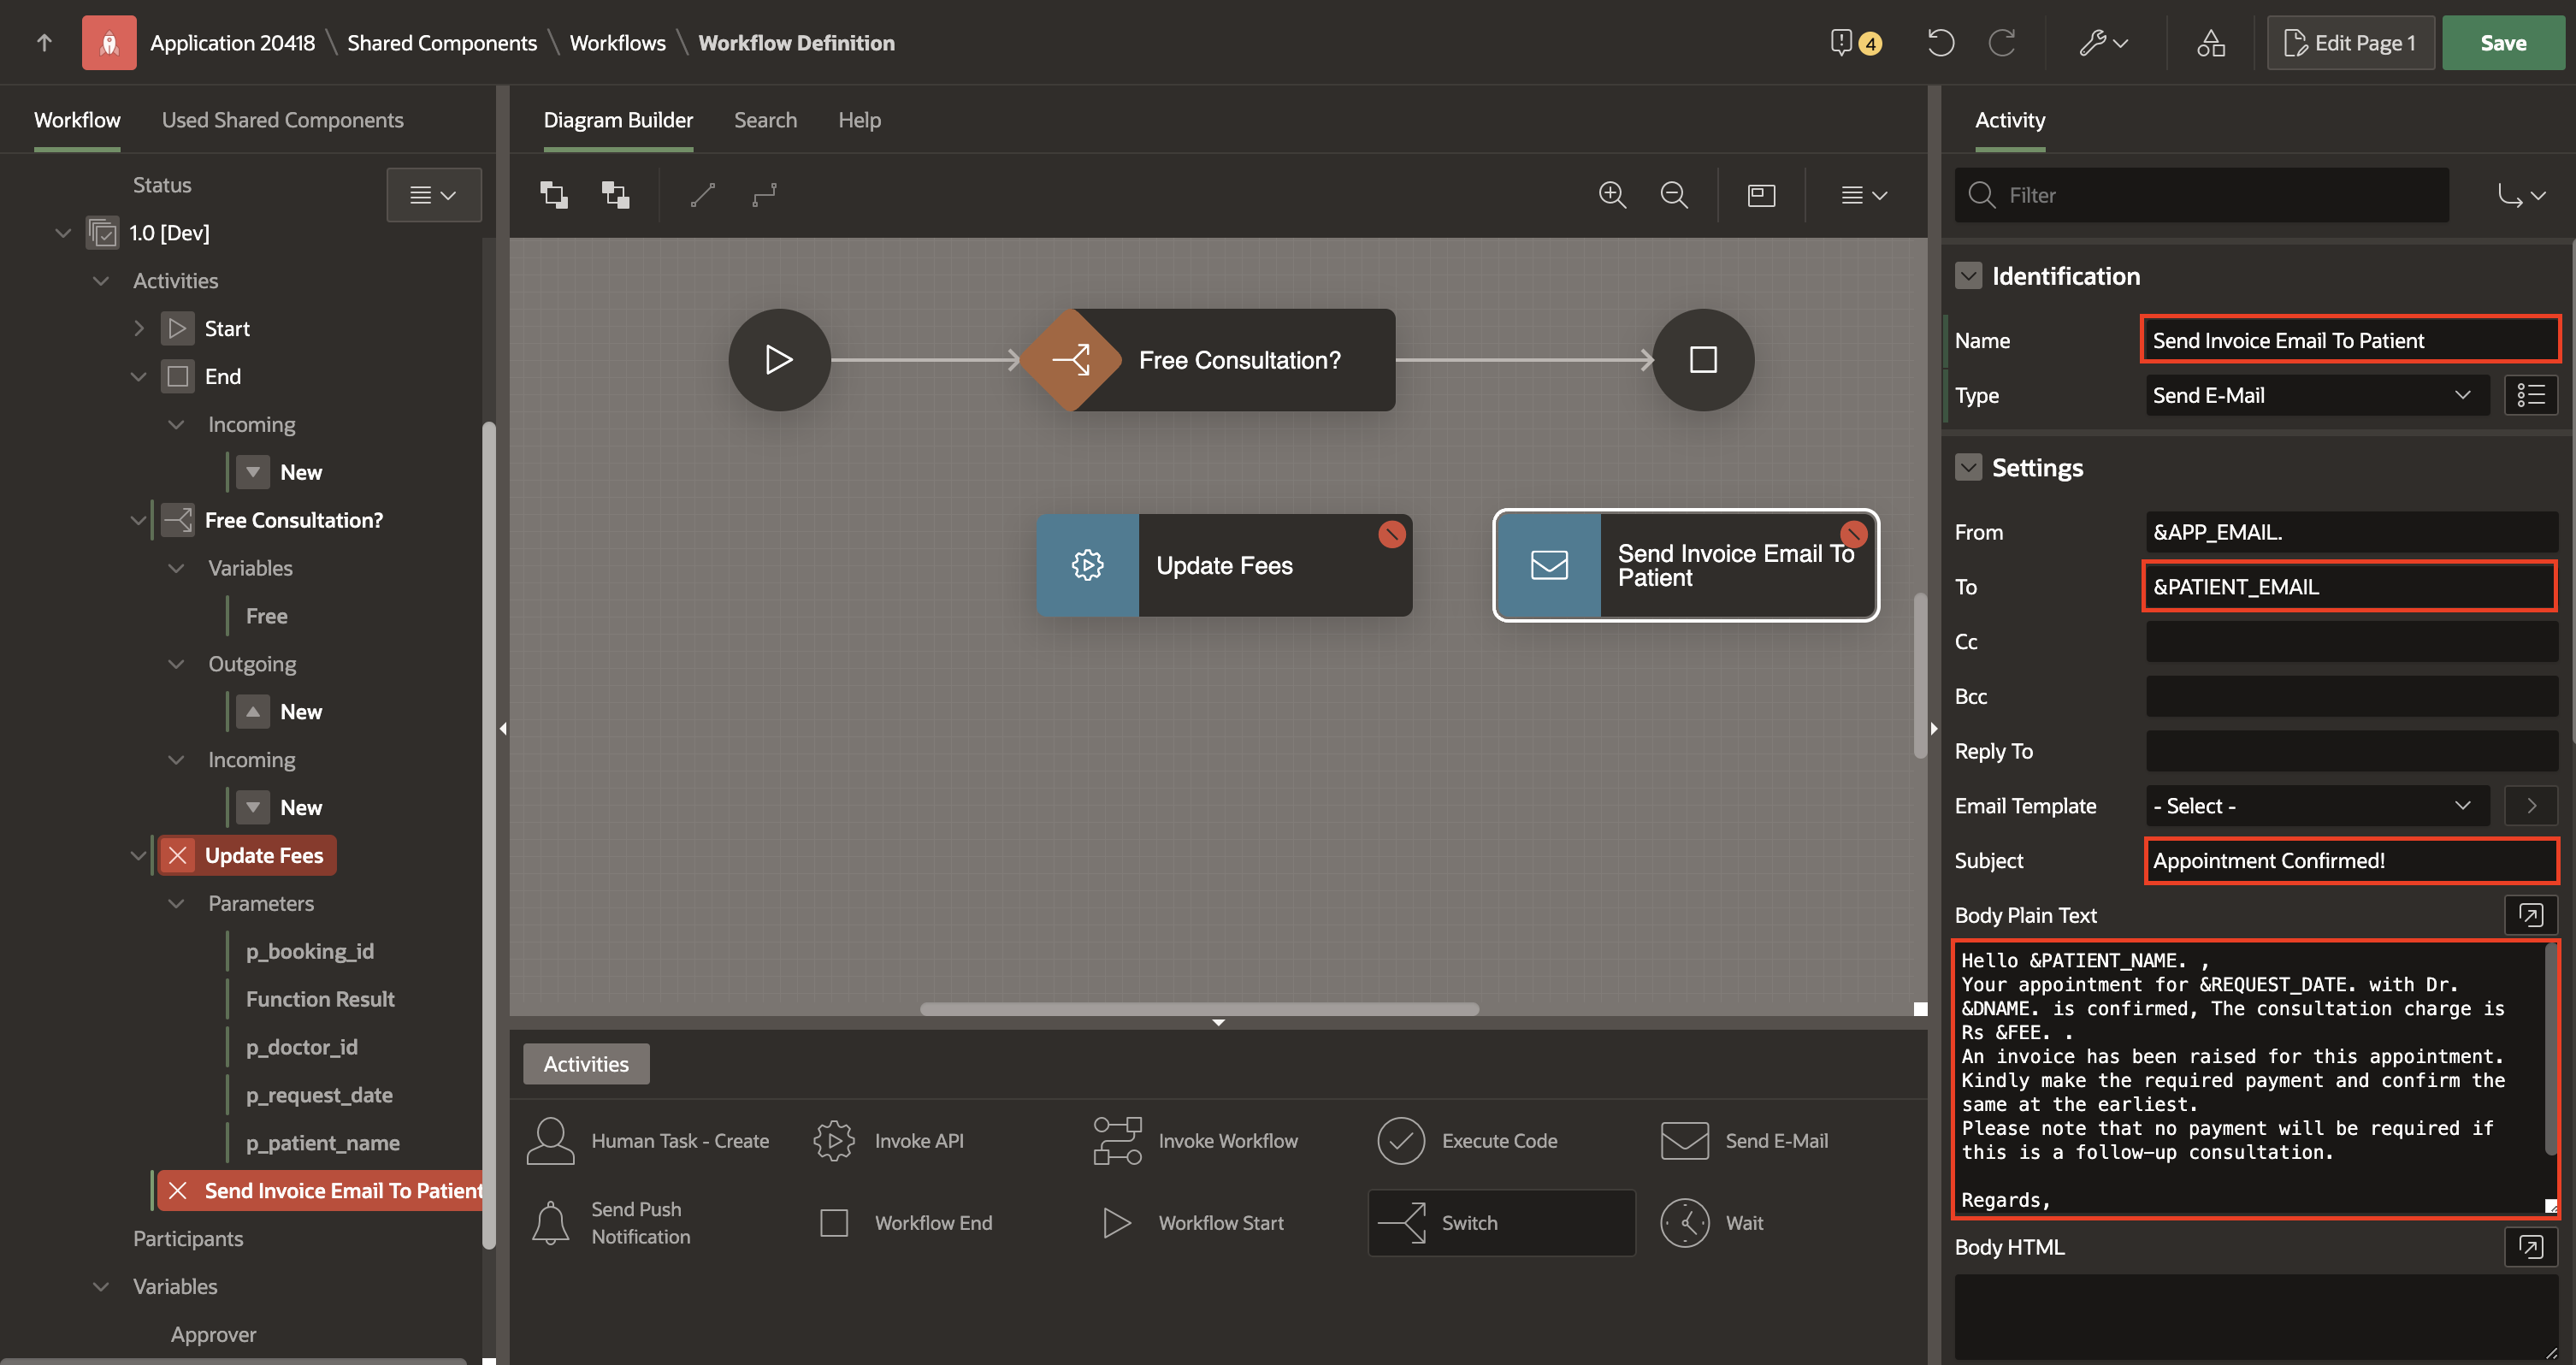 Application 20418 \ Shared Components \ Workflows \ Workflow Definition
4
Edit Page 1
Save
Workflow
Used Shared Components
Status
1.0 [Dev]
Activities
Start
End
Incoming
New
Free Consultation?
Variables
Free
Outgoing
New
Incoming
New
Update Fees
Parameters
p_booking_id
Function Result
p_doctor_id
p_request_date
p_patient_name
Send Invoice Email To Patient
Participants
Variables
Approver
Diagram Builder
Search
Help
Free Consultation?
Update Fees
Send Invoice Email To
Patient
Activities
Human Task - Create
Invoke API
Invoke Workflow
Execute Code
Send E-Mail
Send Push
Notification
Workflow End
Workflow Start
Switch
Wait
Activity
Filter
Identification
Name
Send Invoice Email To Patient
Type
Send E-Mail
Settings
From
&APP_EMAIL.
To
&PATIENT_EMAIL
Cc
Bcc
Reply To
Email Template
- Select -
Subject
Appointment Confirmed!
Body Plain Text
Hello &PATIENT_NAME. ,
Your appointment for &REQUEST_DATE. with Dr.
&DNAME. is confirmed, The consultation charge is
Rs &FEE. .
An invoice has been raised for this appointment.
Kindly make the required payment and confirm the
same at the earliest.
Please note that no payment will be required if
this is a follow-up consultation.
Regards,
Body HTML